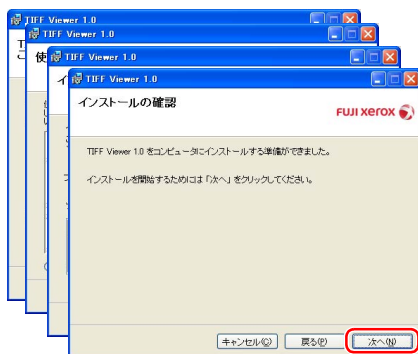 TIFF Viewer 1.0
TIFF Viewer 1.0
TIFF Viewer 1.0
TIFF Viewer 1.0
インストールの確認
FUJI XEROX
TIFF Viewer 1.0 をコンピュータにインストールする準備ができました。
インストールを開始するためには「次へ」をクリックしてください。
キャンセル(C)
戻る(P)
次へ(N)